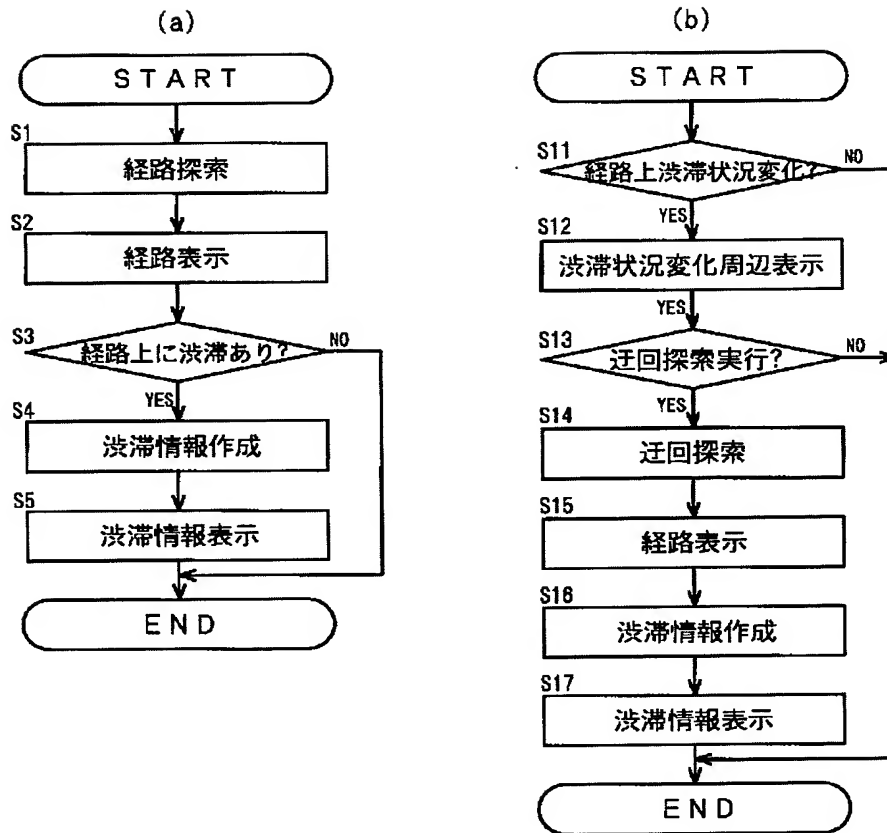 (a)
START
S1
経路探索
S2
経路表示
S3
経路上に渋滞あり?
NO
YES
S4
渋滞情報作成
S5
渋滞情報表示
END
(b)
START
S11
経路上渋滞状況変化?
NO
YES
S12
渋滞状況変化周辺表示
YES
S13
迂回探索実行?
NO
YES
S14
迂回探索
S15
経路表示
S16
渋滞情報作成
S17
渋滞情報表示
END